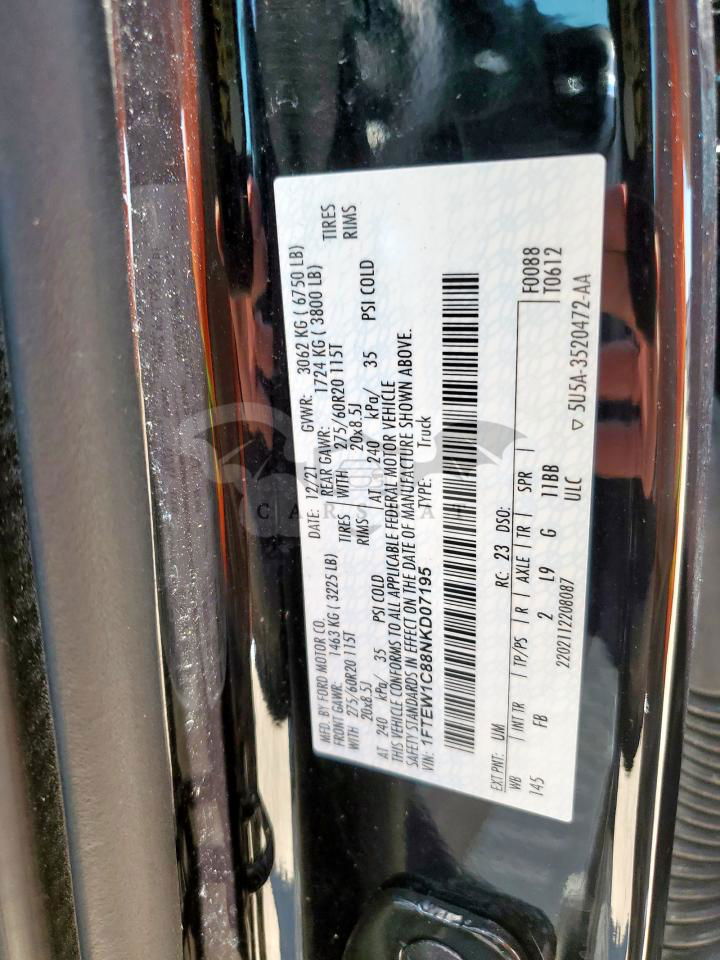 MFD. BY FORD MOTOR CO.
DATE: 12/21 GVWR: 3062 KG ( 6750 LB)
FRONT GAWR: 1463 KG ( 3225 LB) REAR GAWR: 1724 KG ( 3800 LB)
WITH 275/60R20 115T TIRES WITH 275/60R20 115T TIRES
20x8.5J RIMS: 20x8.5J RIMS
AT 240 kPa/ 35 PSI COLD AT 240 kPa/ 35 PSI COLD
THIS VEHICLE CONFORMS TO ALL APPLICABLE FEDERAL MOTOR VEHICLE
SAFETY STANDARDS IN EFFECT ON THE DATE OF MANUFACTURE SHOWN ABOVE.
VIN: 1FTEW1C88NKD07195 TYPE: Truck
EXT PNT: UM RC: 23 DSO: F0088
WB INT TR TP/PS R AXLE TR SPR T0612
145 FB 2 L9 G 11BB
2202112208087 ULC ▽ 5U5A-3520472-AA